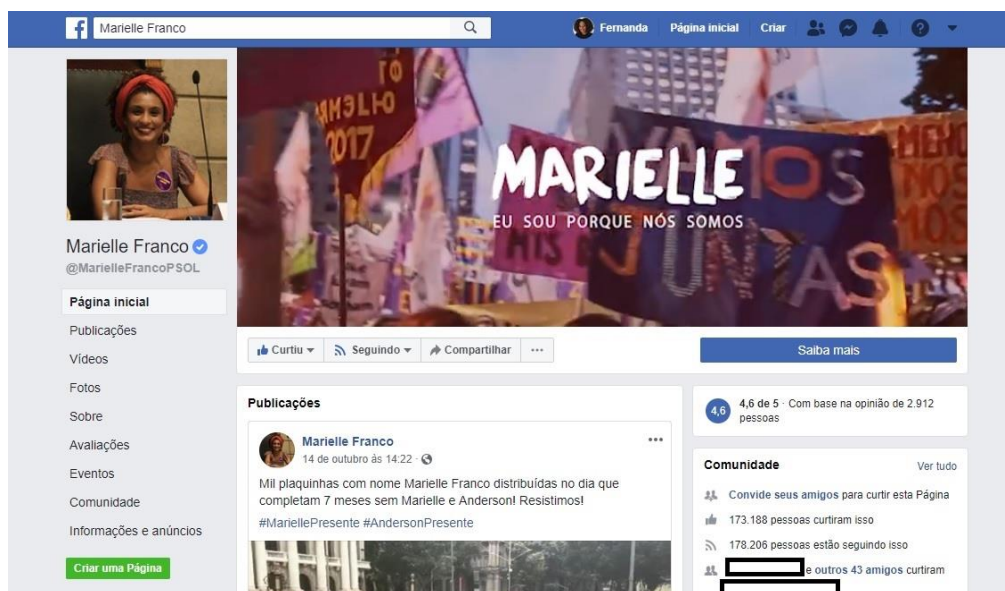 Marielle Franco
Fernanda
Página inicial
Criar
MARIELLE
EU SOU PORQUE NÓS SOMOS
VAMOS
JUNTAS
2017
Marielle Franco
@MarielleFrancoPSOL
Página inicial
Publicações
Vídeos
Fotos
Sobre
Avaliações
Eventos
Comunidade
Informações e anúncios
Criar uma Página
Curtiu
Seguindo
Compartilhar
Saiba mais
Publicações
Marielle Franco
14 de outubro às 14:22
Mil plaquinhas com nome Marielle Franco distribuídas no dia que
completam 7 meses sem Marielle e Anderson! Resistimos!
#MariellePresente #AndersonPresente
4,6
4,6 de 5 · Com base na opinião de 2.912
pessoas
Comunidade
Ver tudo
Convide seus amigos para curtir esta Página
173.188 pessoas curtiram isso
178.206 pessoas estão seguindo isso
e outros 43 amigos curtiram